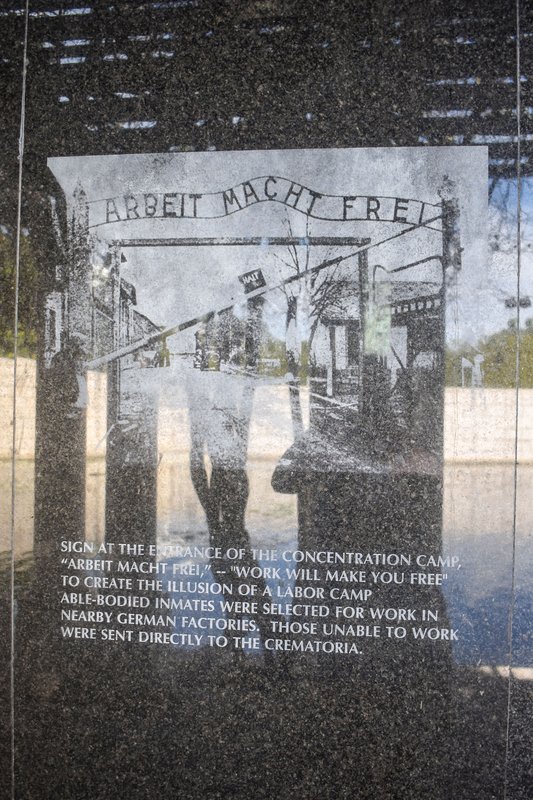 ARBEIT MACHT FREI
HALT
SIGN AT THE ENTRANCE OF THE CONCENTRATION CAMP,
“ARBEIT MACHT FREI,” -- "WORK WILL MAKE YOU FREE"
TO CREATE THE ILLUSION OF A LABOR CAMP
ABLE-BODIED INMATES WERE SELECTED FOR WORK IN
NEARBY GERMAN FACTORIES. THOSE UNABLE TO WORK
WERE SENT DIRECTLY TO THE CREMATORIA.